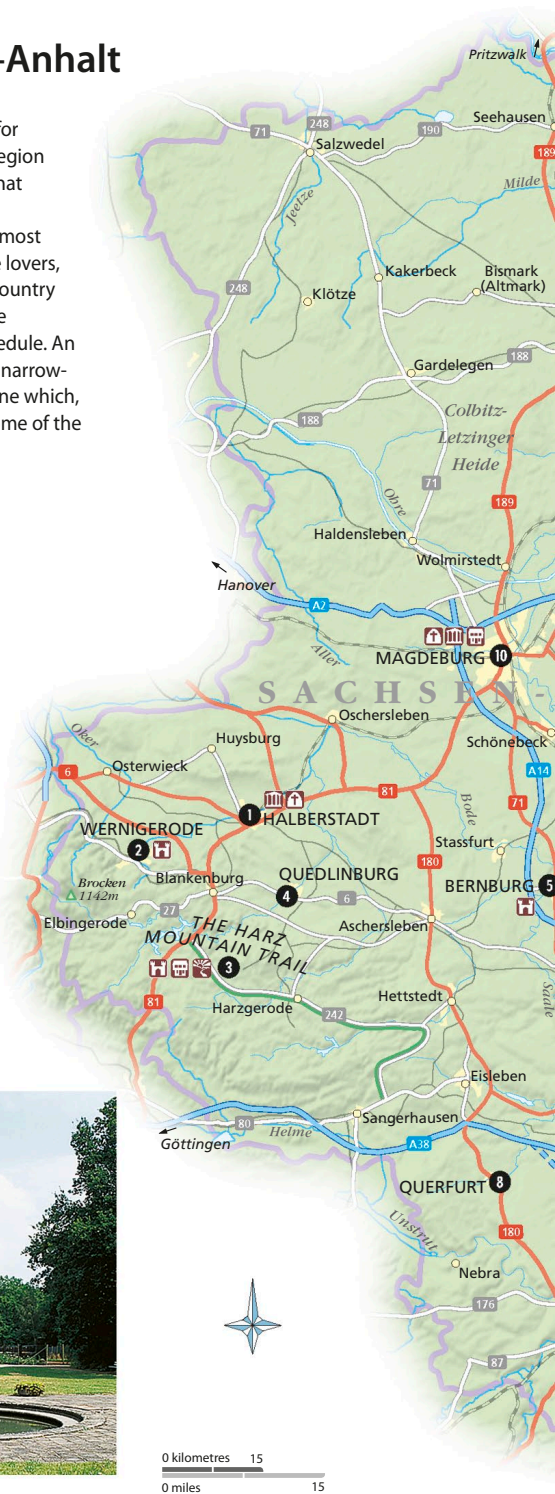 -Anhalt
for
egion
hat
most
e lovers,
ountry
e
edule. An
narrow-
ne which,
me of the
Pritzwalk
Seehausen
71
248
190
189
Salzwedel
Milde
Jeetze
Kakerbeck
Bismark
(Altmark)
248
Klötze
188
Gardelegen
188
Colbitz-
Letzinger
Heide
71
189
Ohre
Haldensleben
Wolmirstedt
Hanover
A2
Aller
MAGDEBURG 10
SACHSEN-
Oschersleben
Oker
Huysburg
Schönebeck
6
Osterwieck
A14
81
71
Bode
1 HALBERSTADT
WERNIGERODE
2
Stassfurt
180
Blankenburg
QUEDLINBURG
4
6
BERNBURG 5
Brocken
1142m
27
Elbingerode
Aschersleben
THE HARZ
MOUNTAIN TRAIL
3
81
Harzgerode
242
Hettstedt
Saale
Eisleben
Sangerhausen
80
Helme
Göttingen
A38
QUERFURT 8
Unstrut
180
Nebra
176
87
0 kilometres 15
0 miles 15